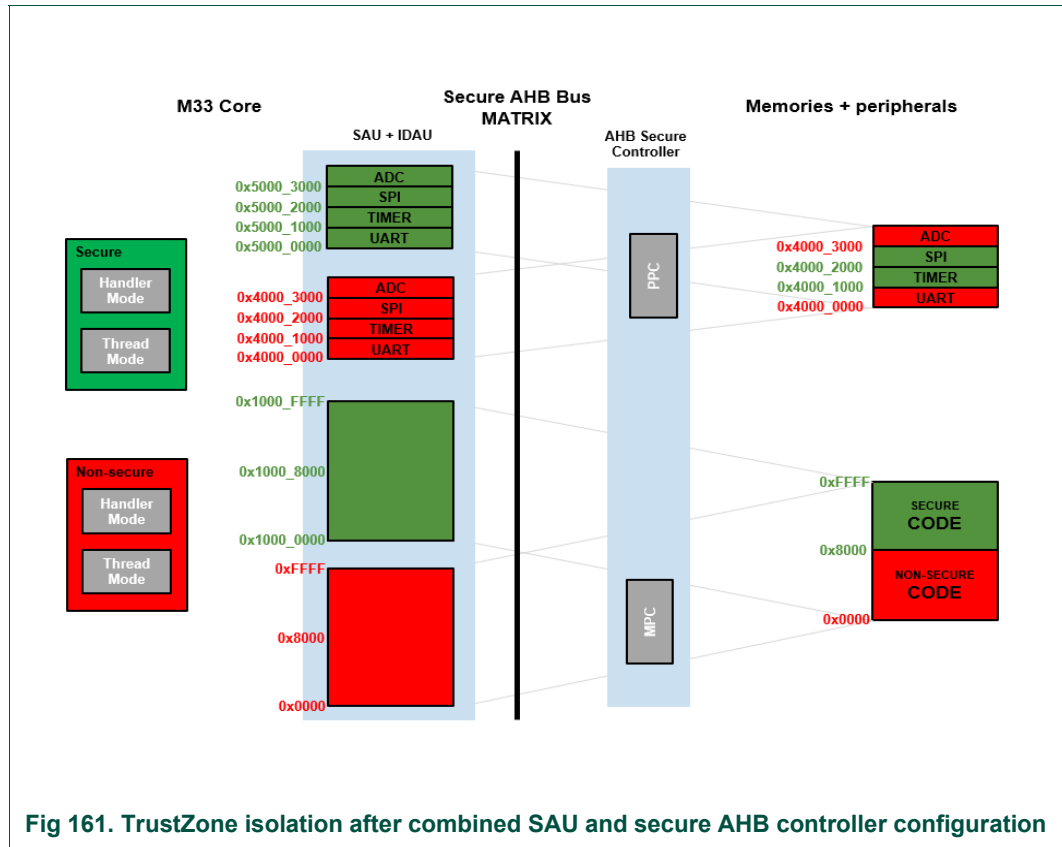 M33 Core
Secure AHB Bus
MATRIX
Memories + peripherals
SAU + IDAU
AHB Secure
Controller
ADC
0x5000_3000
SPI
0x5000_2000
TIMER
0x5000_1000
UART
0x5000_0000
Secure
Handler
Mode
Thread
Mode
ADC
0x4000_3000
SPI
0x4000_2000
TIMER
0x4000_1000
UART
0x4000_0000
PPC
ADC
0x4000_3000
SPI
0x4000_2000
TIMER
0x4000_1000
UART
0x4000_0000
0x1000_FFFF
0x1000_8000
0x1000_0000
Non-secure
Handler
Mode
Thread
Mode
0xFFFF
0x8000
0x0000
MPC
0xFFFF
SECURE
CODE
0x8000
NON-SECURE
CODE
0x0000
Fig 161. TrustZone isolation after combined SAU and secure AHB controller configuration